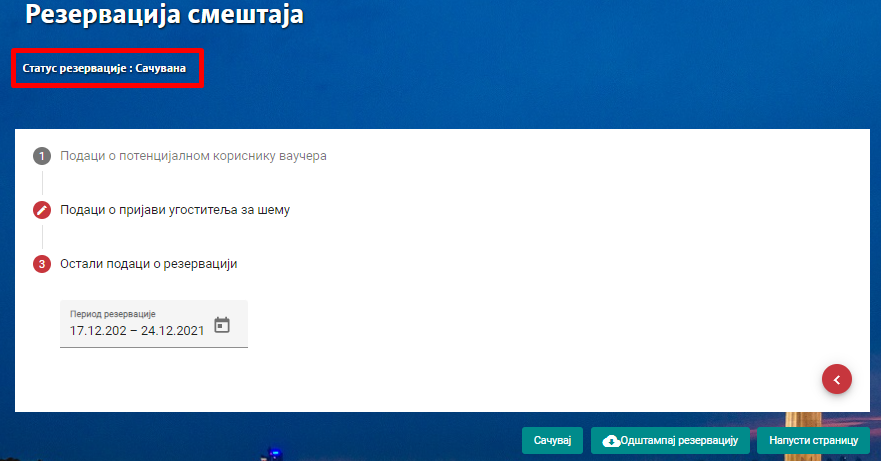 Резервација смештаја
Статус резервације : Сачувана
1 Подаци о потенцијалном кориснику ваучера
Подаци о пријави угоститеља за шему
3 Остали подаци о резервацији
Период резервације
17.12.202 – 24.12.2021
Сачувај Одштампај резервацију Напусти страницу